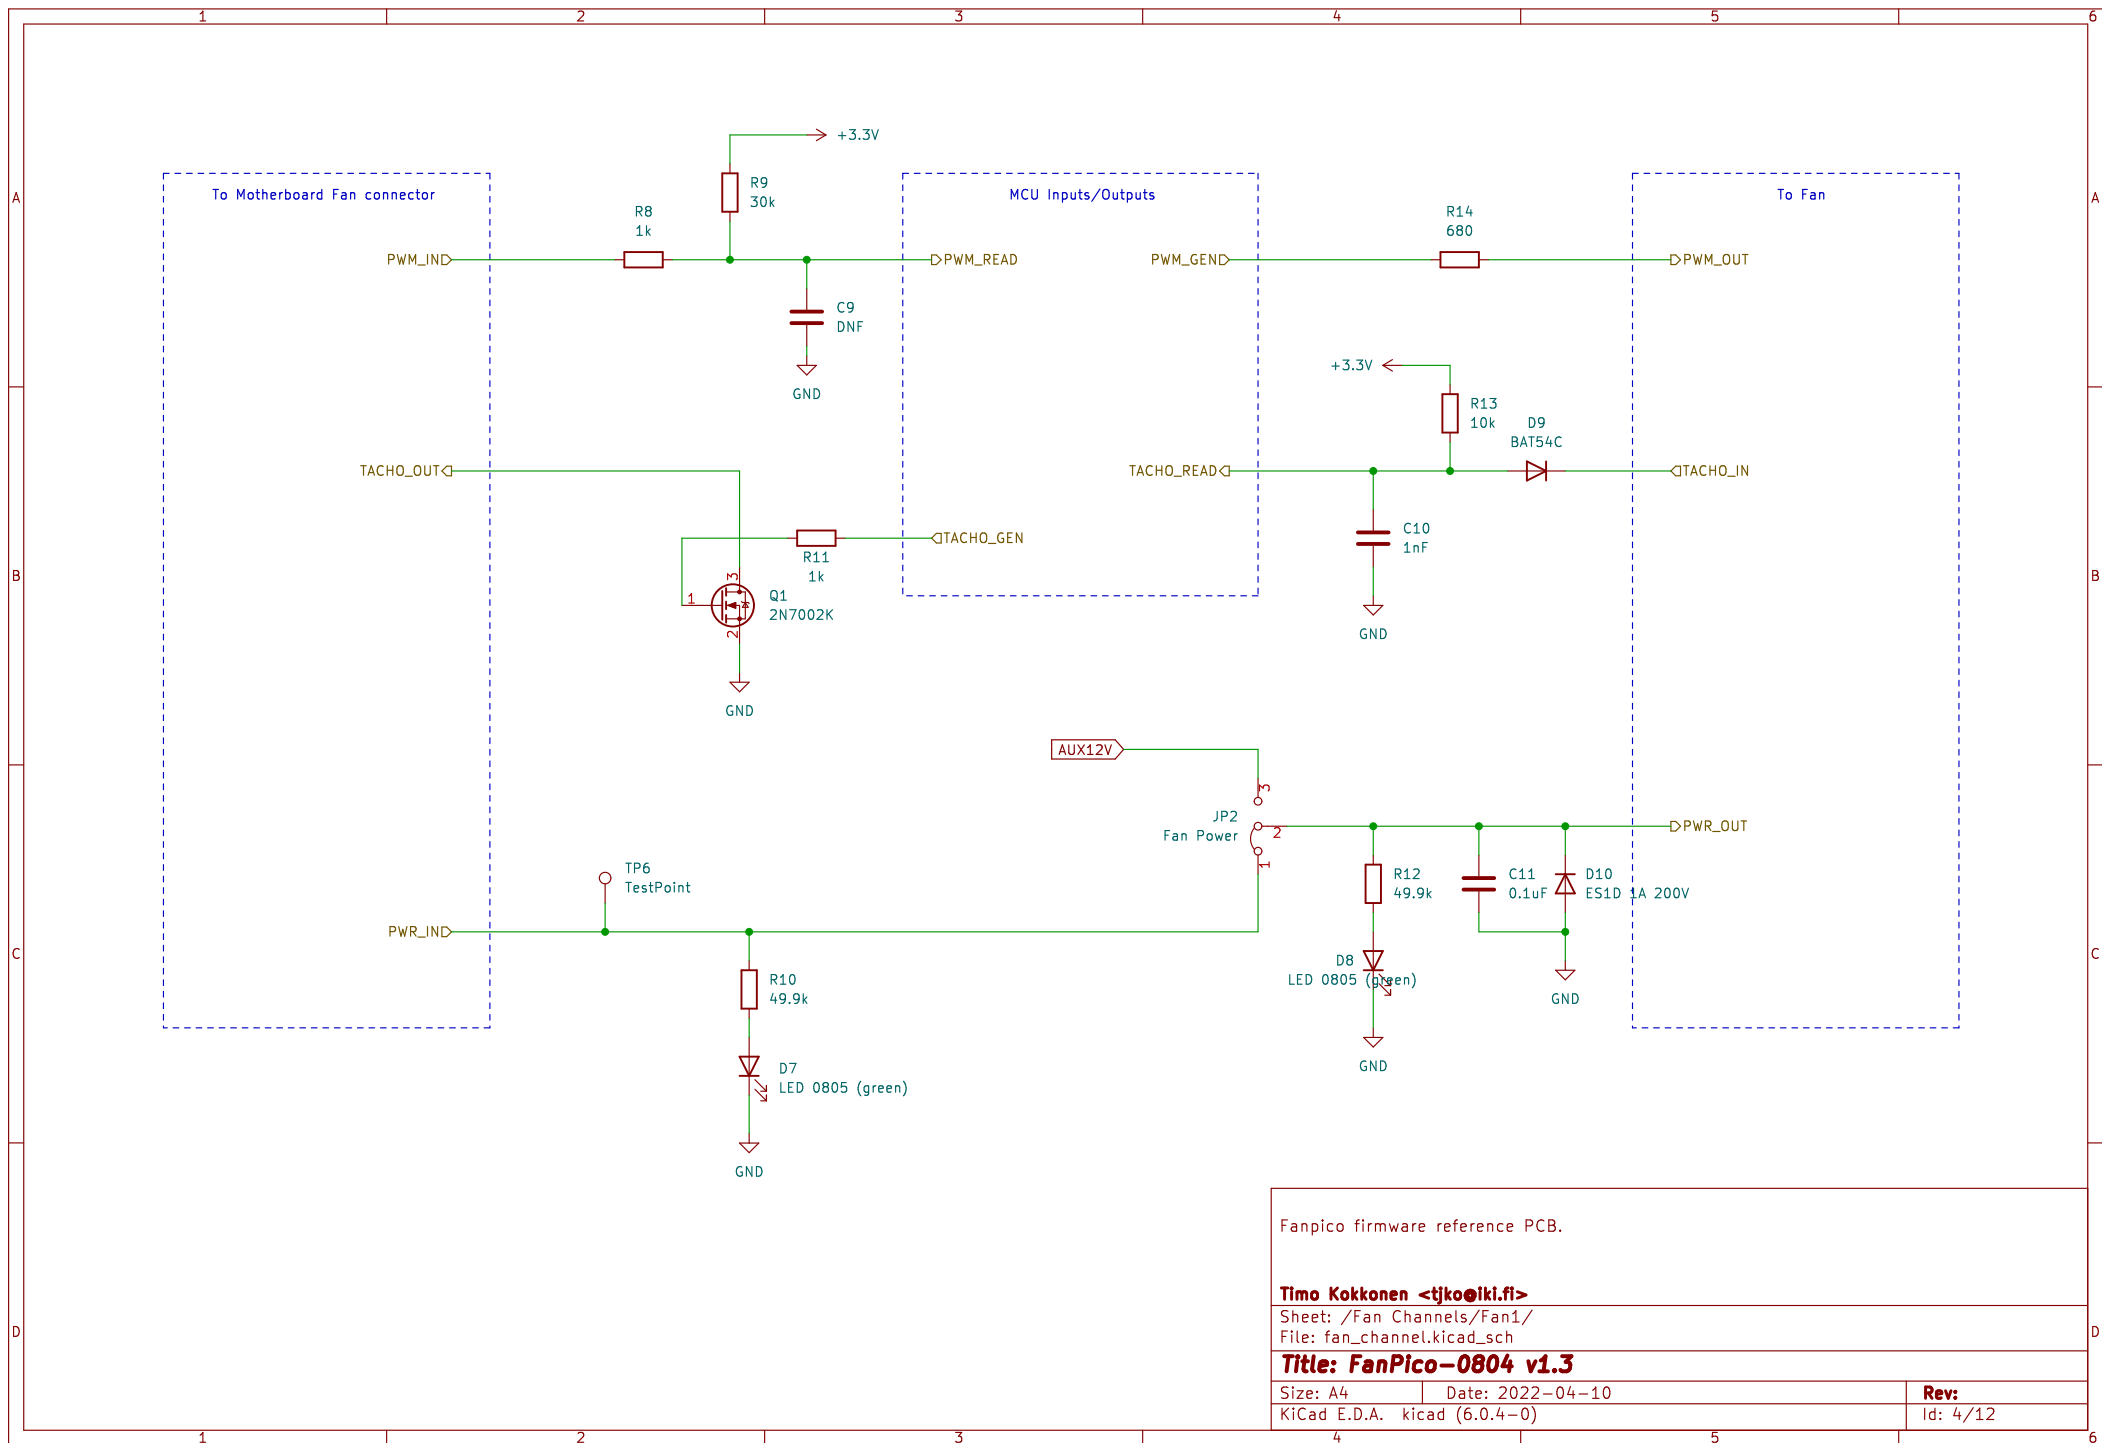 1 2 3 4 5 6
+3.3V
A A
To Motherboard Fan connector
MCU Inputs/Outputs
To Fan
R9
30k
R8
1k
R14
680
PWM_IN
PWM_READ
PWM_GEN
PWM_OUT
C9
DNF
GND
+3.3V
R13
10k
D9
BAT54C
TACHO_OUT
TACHO_READ
TACHO_IN
C10
1nF
TACHO_GEN
R11
1k
B B
3
1
Q1
2N7002K
2
GND
GND
AUX12V
3
JP2
Fan Power
2
1
PWR_OUT
TP6
TestPoint
R12
49.9k
C11
0.1uF
D10
ES1D 1A 200V
PWR_IN
C C
D8
LED 0805 (green)
R10
49.9k
GND
GND
D7
LED 0805 (green)
GND
Fanpico firmware reference PCB.
Timo Kokkonen <tjko@iki.fi>
Sheet: /Fan Channels/Fan1/
File: fan_channel.kicad_sch
D D
Title: FanPico-0804 v1.3
Size: A4 Date: 2022-04-10 Rev:
KiCad E.D.A. kicad (6.0.4-0) Id: 4/12
1 2 3 4 5 6